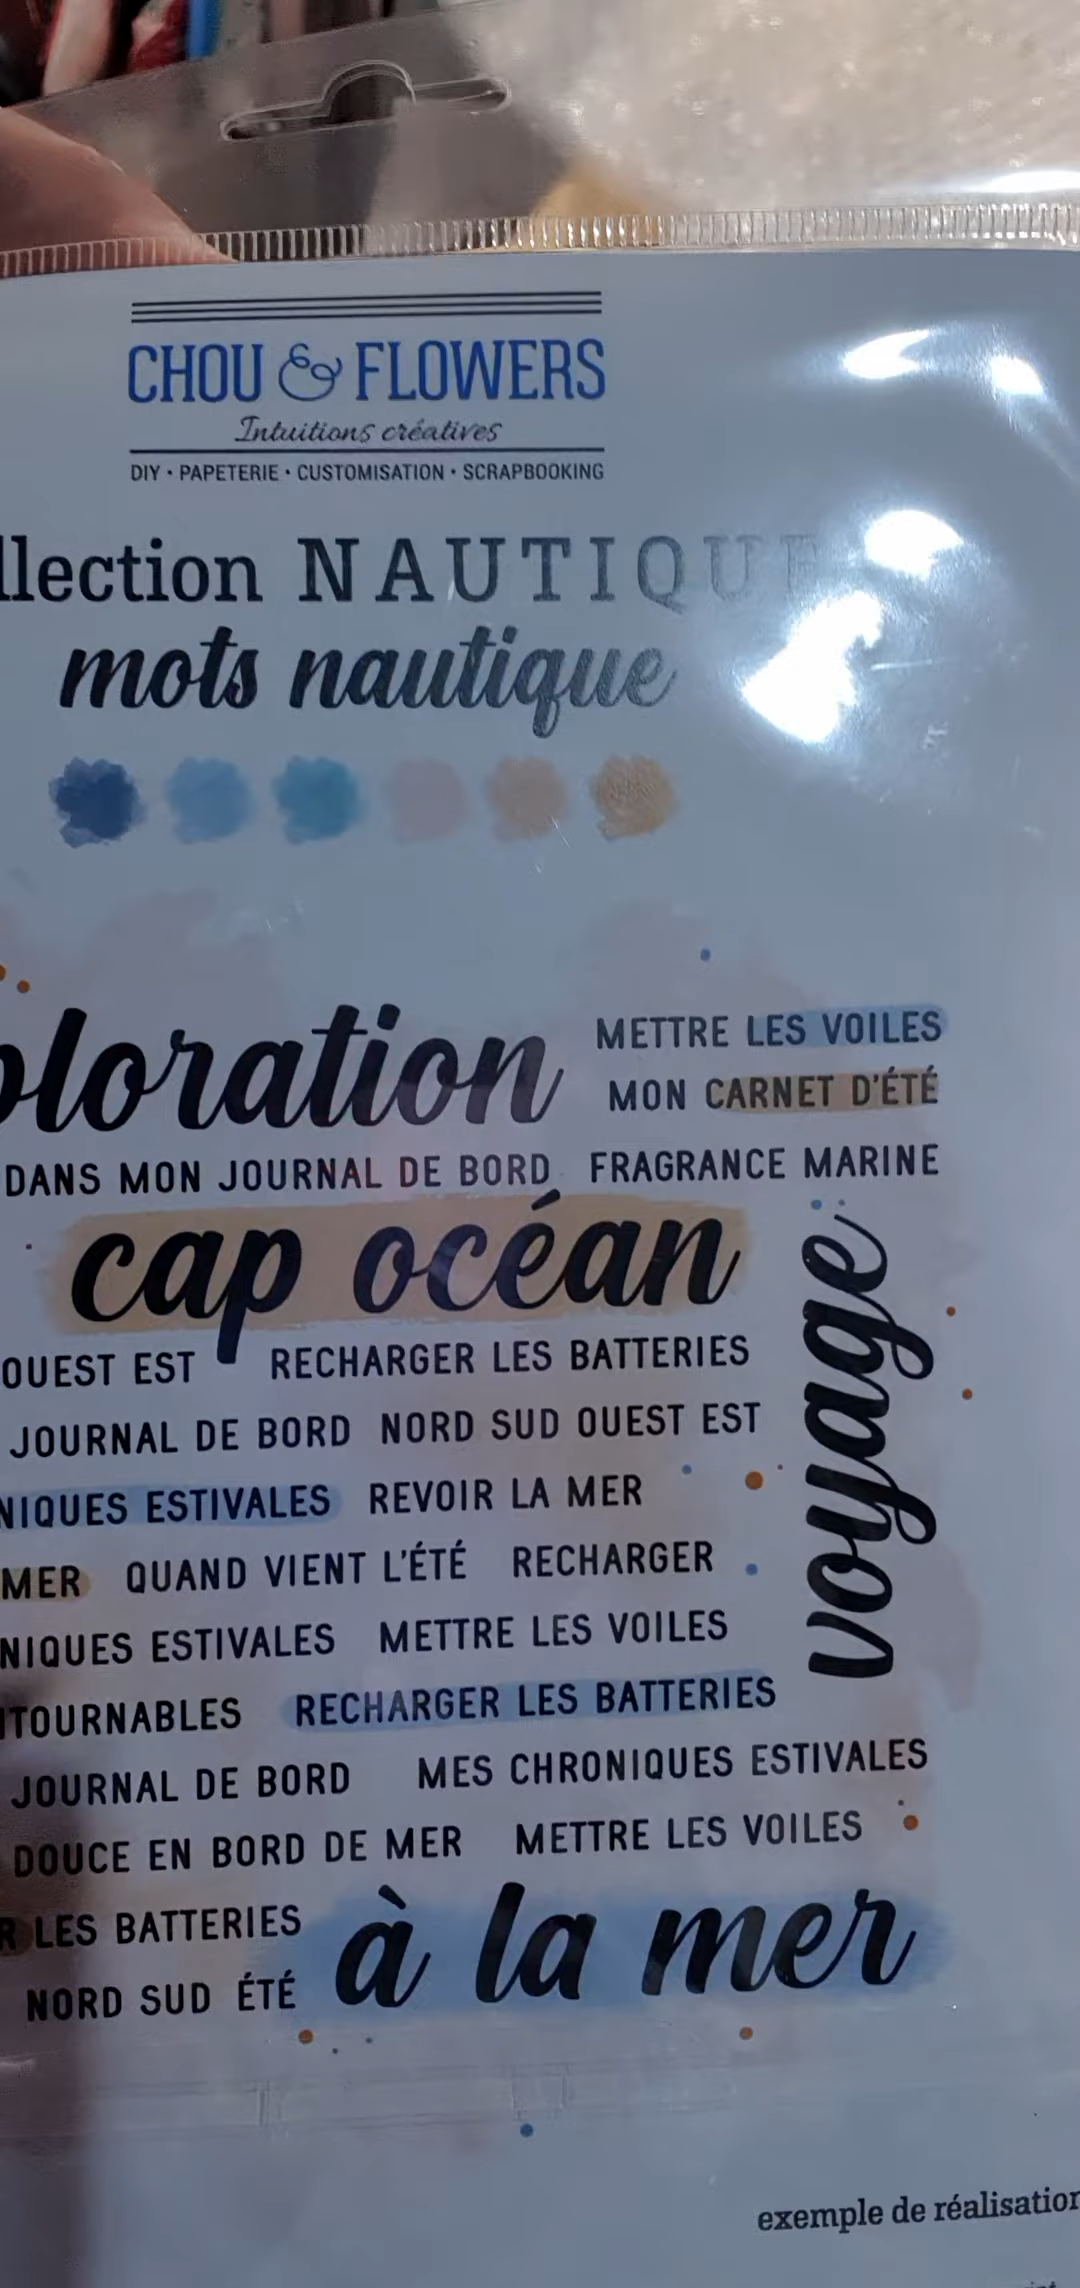 CHOU & FLOWERS
Intuitions créatives
DIY • PAPETERIE • CUSTOMISATION • SCRAPBOOKING
llection NAUTIQUE
mots nautique
loration
METTRE LES VOILES
MON CARNET D'ÉTÉ
DANS MON JOURNAL DE BORD FRAGRANCE MARINE
cap océan
voyage
OUEST EST RECHARGER LES BATTERIES
JOURNAL DE BORD NORD SUD OUEST EST
NIQUES ESTIVALES REVOIR LA MER
MER QUAND VIENT L'ÉTÉ RECHARGER
NIQUES ESTIVALES METTRE LES VOILES
TOURNABLES RECHARGER LES BATTERIES
JOURNAL DE BORD MES CHRONIQUES ESTIVALES
DOUCE EN BORD DE MER METTRE LES VOILES
R LES BATTERIES
à la mer
NORD SUD ÉTÉ
exemple de réalisation